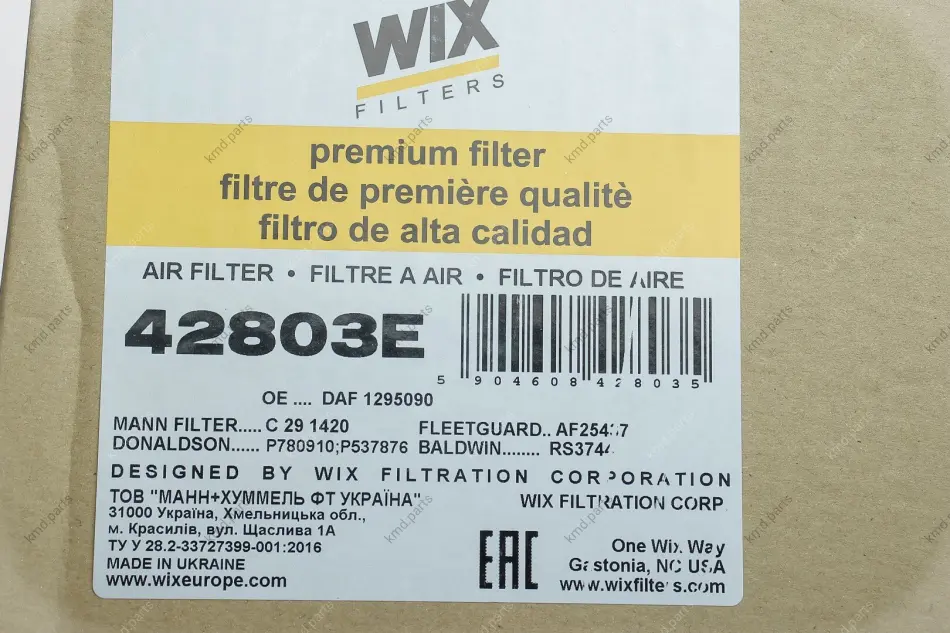 WIX
FILTERS
premium filter
filtre de première qualitè
filtro de alta calidad
AIR FILTER • FILTRE A AIR • FILTRO DE AIRE
42803E
5 904608 428035
OE .... DAF 1295090
MANN FILTER..... C 29 1420 FLEETGUARD..
DONALDSON...... P780910;P537876 BALDWIN........
DESIGNED BY WIX FILTRATION CORPORATION
ТОВ "МАНН+ХУММЕЛЬ ФТ УКРАЇНА" WIX FILTRATION CORP.
31000 Україна, Хмельницька обл.,
м. Красилів, вул. Щаслива 1А
ТУ У 28.2-33727399-001:2016
MADE IN UKRAINE
www.wixeurope.com
EAC
One Wix Way
Gastonia, NC USA
www.wixfilters.com
kmd.parts